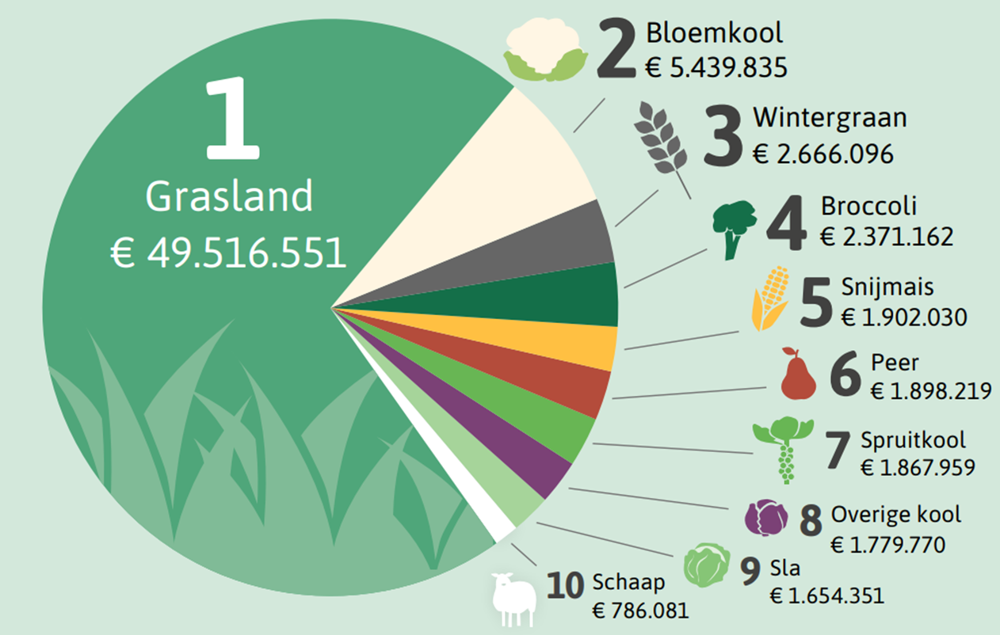 1
Grasland
€ 49.516.551
2 Bloemkool
€ 5.439.835
3 Wintergraan
€ 2.666.096
4 Broccoli
€ 2.371.162
5 Snijmais
€ 1.902.030
6 Peer
€ 1.898.219
7 Spruitkool
€ 1.867.959
8 Overige kool
€ 1.779.770
9 Sla
€ 1.654.351
10 Schaap
€ 786.081